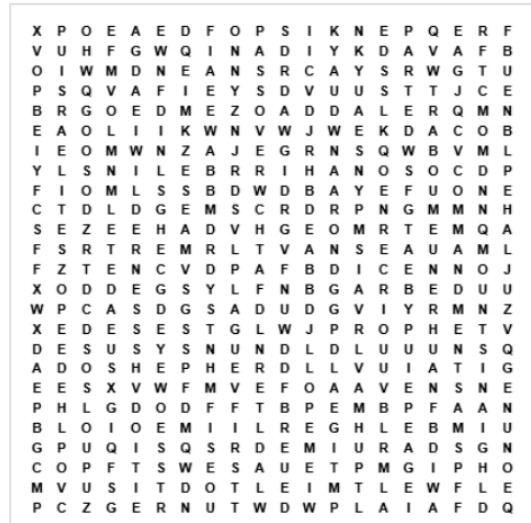 X P O E A E D F O P S I K N E P Q E R F
V U H F G W Q I N A D I Y K D A V A F B
O I W M D N E A N S R C A Y S R W G T U
P S Q V A F I E Y S D V U U S T T J C E
B R G O E D M E Z O A D D A L E R Q M N
E A O L I I K W N V W J W E K D A C O B
I E O M W N Z A J E G R N S Q W B V M L
Y L S N I L E B R R I H A N O S O C D P
F I O M L S S B D W D B A Y E F U O N E
C T D L D G E M S C R D R P N G M M N H
S E Z E E H A D V H G E O M R T E M Q A
F S R T R E M R L T V A N S E A U A M L
F Z T E N C V D P A F B D I C E N N O J
X O D D E G S Y L F N B G A R B E D U U
W P C A S D G S A D U D G V I Y R M N Z
X E D E S E S T G L W J P R O P H E T V
D E S U S Y S N U N D L D L U U U N S Q
A D O S H E P H E R D L L V U I A T I G
E E S X V W F M V E F O A A V E N S N E
P H L G D O D F F T B P E M B P F A A N
B L O I O E M I I L R E G H L E B M I U
G P U Q I S Q S R D E M I U R A D S G N
C O P F T S W E S A U E T P M G I P H O
M V U S I T D O T L E I M T L E W F L E
P C Z G E R N U T W D W P L A I A F D Q